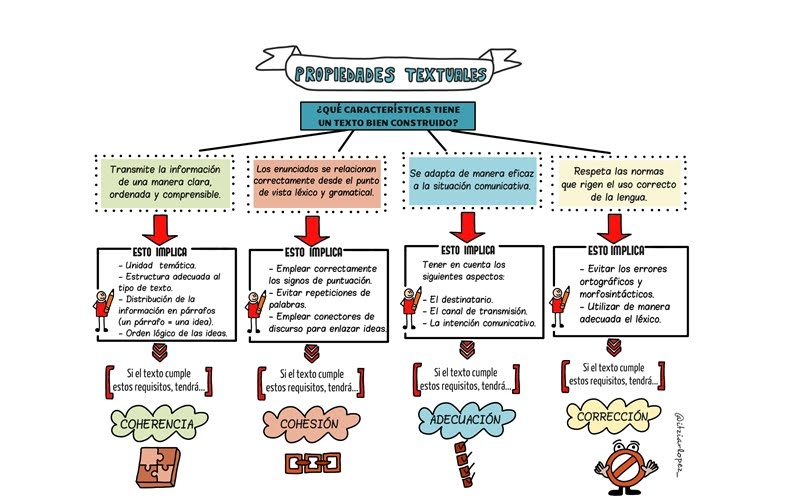 PROPIEDADES TEXTUALES
¿QUÉ CARACTERÍSTICAS TIENE
UN TEXTO BIEN CONSTRUIDO?
Transmite la información
de una manera clara,
ordenada y comprensible.
ESTO IMPLICA
- Unidad temática.
- Estructura adecuada al
tipo de texto.
- Distribución de la
información en párrafos
(un párrafo = una idea).
- Orden lógico de las ideas.
Si el texto cumple
estos requisitos, tendrá...
COHERENCIA
Los enunciados se relacionan
correctamente desde el punto
de vista léxico y gramatical.
ESTO IMPLICA
- Emplear correctamente
los signos de puntuación.
- Evitar repeticiones de
palabras.
- Emplear conectores de
discurso para enlazar ideas.
Si el texto cumple
estos requisitos, tendrá...
COHESIÓN
Se adapta de manera eficaz
a la situación comunicativa.
ESTO IMPLICA
Tener en cuenta los
siguientes aspectos:
- El destinatario.
- El canal de transmisión.
- La intención comunicativo.
Si el texto cumple
estos requisitos, tendrá...
ADECUACIÓN
Respeta las normas
que rigen el uso correcto
de la lengua.
ESTO IMPLICA
- Evitar los errores
ortográficos y
morfosintácticos.
- Utilizar de manera
adecuada el léxico.
Si el texto cumple
estos requisitos, tendrá...
CORRECCIÓN
@itziarlopez_